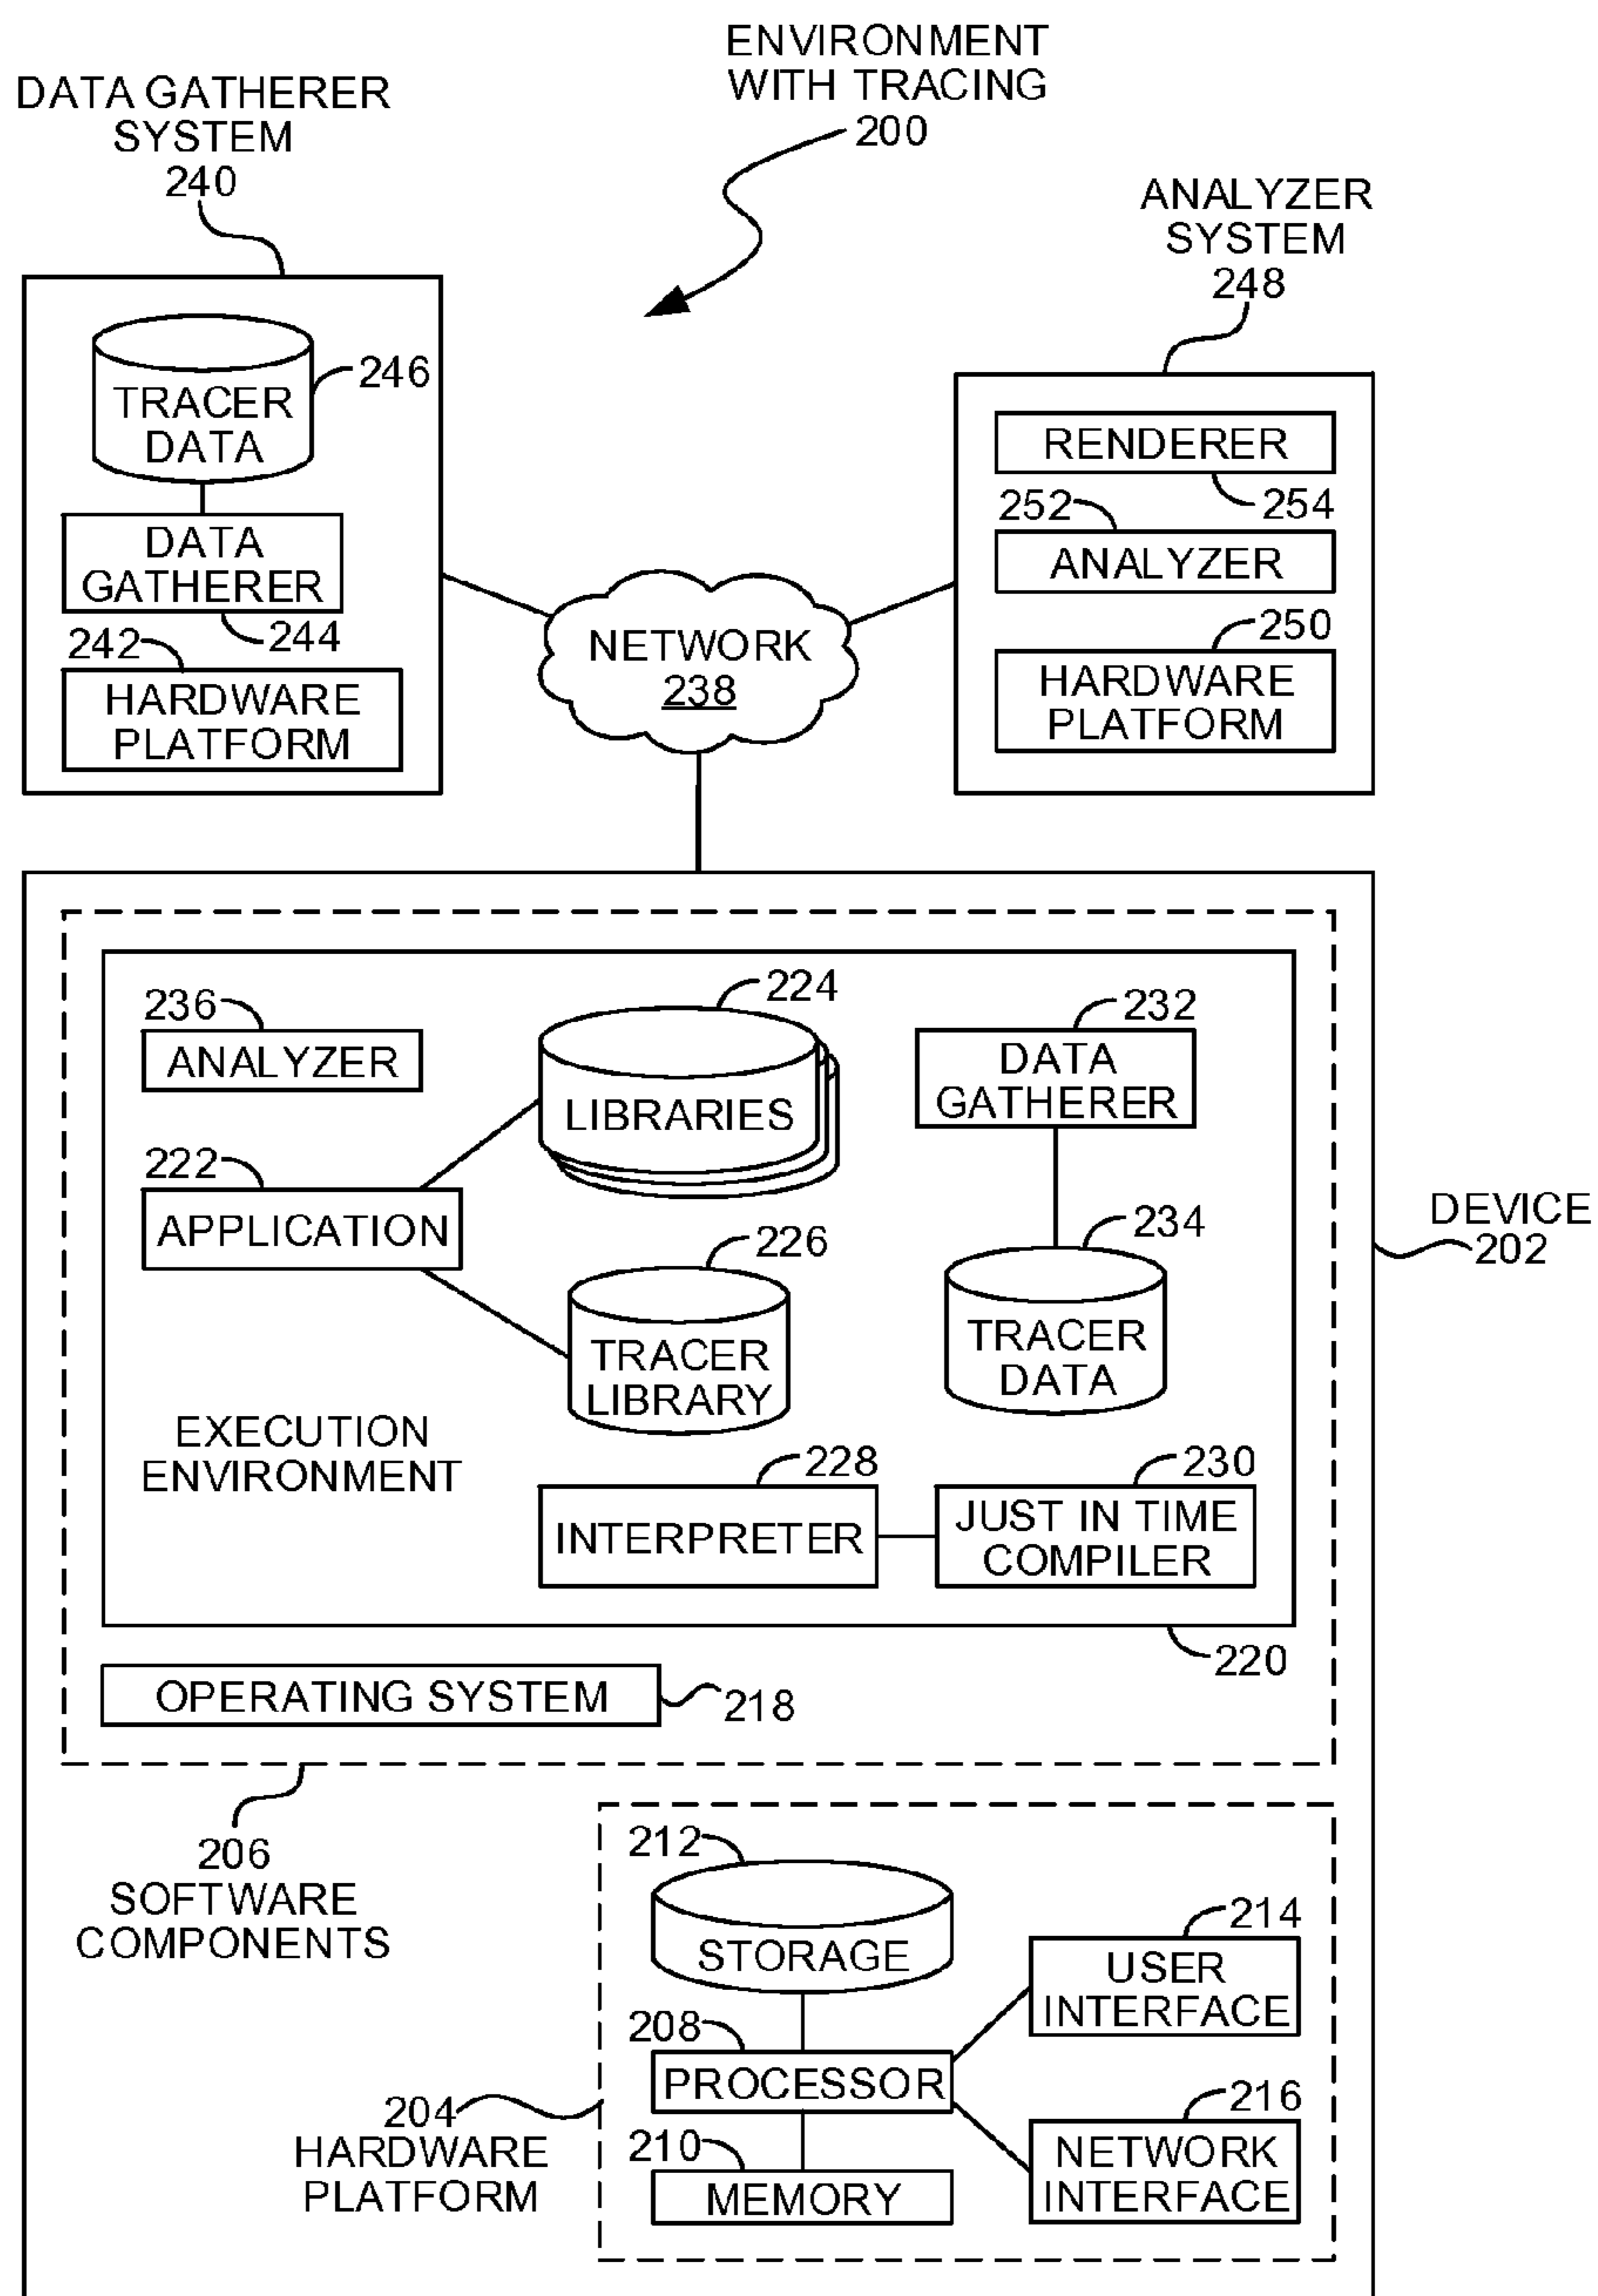 ENVIRONMENT
WITH TRACING
200
DATA GATHERER
SYSTEM
240
ANALYZER
SYSTEM
248
TRACER
DATA
246
DATA
GATHERER
244
242
HARDWARE
PLATFORM
RENDERER
254
252
ANALYZER
250
HARDWARE
PLATFORM
NETWORK
238
236
ANALYZER
224
LIBRARIES
232
DATA
GATHERER
222
APPLICATION
226
TRACER
LIBRARY
234
TRACER
DATA
DEVICE
202
EXECUTION
ENVIRONMENT
228
INTERPRETER
230
JUST IN TIME
COMPILER
220
OPERATING SYSTEM
218
206
SOFTWARE
COMPONENTS
212
STORAGE
214
USER
INTERFACE
208
PROCESSOR
204
HARDWARE
PLATFORM
210
MEMORY
216
NETWORK
INTERFACE